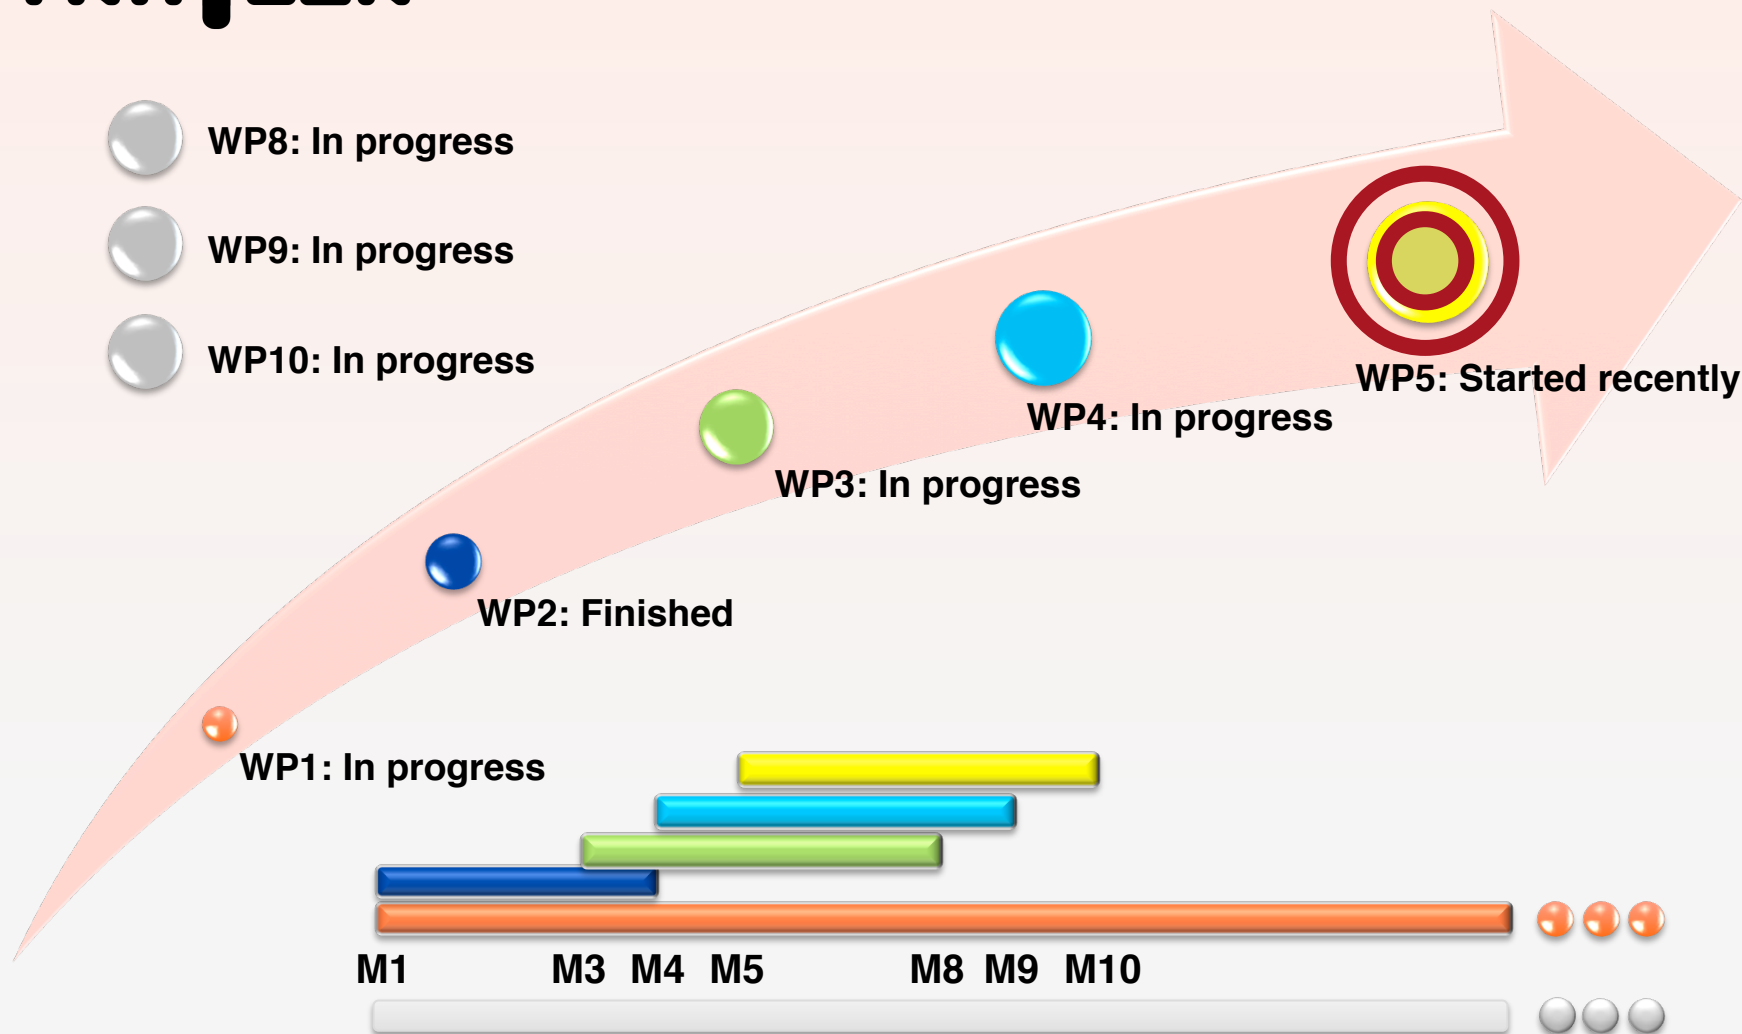 WP8: In progress
WP9: In progress
WP10: In progress
WP5: Started recently
WP4: In progress
WP3: In progress
WP2: Finished
WP1: In progress
M1 M3 M4 M5 M8 M9 M10